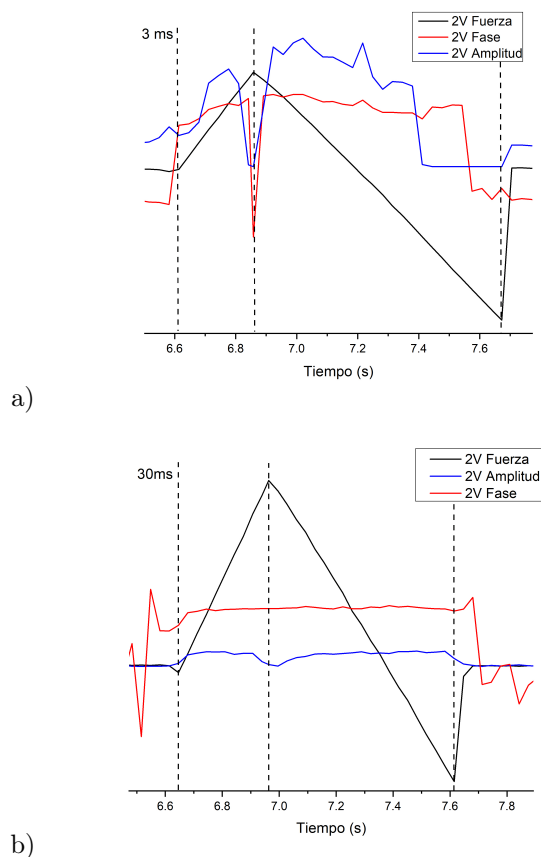 3 ms
2V Fuerza
2V Fase
2V Amplitud
6.6 6.8 7.0 7.2 7.4 7.6
Tiempo (s)
a)
30ms
2V Fuerza
2V Amplitud
2V Fase
6.6 6.8 7.0 7.2 7.4 7.6 7.8
Tiempo (s)
b)